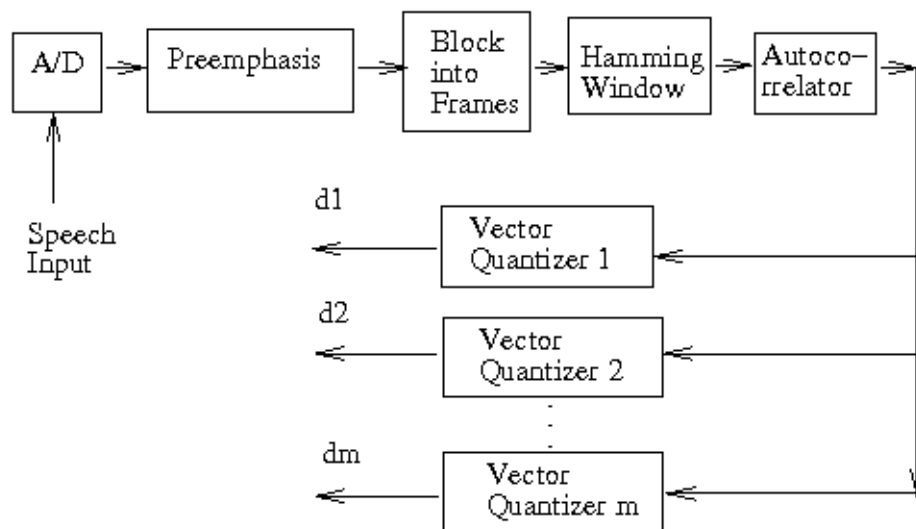 A/D
Preemphasis
Block
into
Frames
Hamming
Window
Autoco-
rrelator
Speech
Input
d1
Vector
Quantizer 1
d2
Vector
Quantizer 2
dm
Vector
Quantizer m